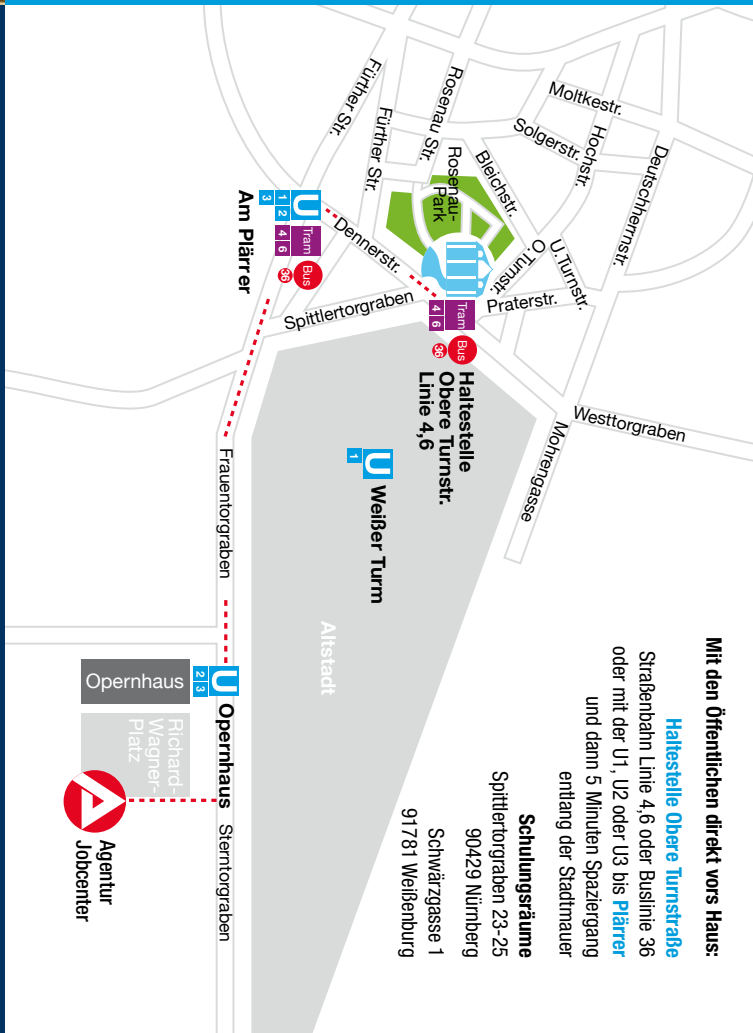 Mit den Öffentlichen direkt vors Haus:
Haltestelle Obere Turnstraße
Straßenbahn Linie 4,6 oder Buslinie 36
oder mit der U1, U2 oder U3 bis Plärrer
und dann 5 Minuten Spaziergang
entlang der Stadtmauer
Schulungsräume
Spittlertorgraben 23-25
90429 Nürnberg
Schwärzgasse 1
91781 Weißenburg
Moltkestr.
Solgerstr.
Hochstr.
Deutschherrnstr.
Fürther Str.
Fürther Str.
Rosenau Str.
Bleichstr.
Rosenau-
Park
O.Turnstr.
U.Turnstr.
Praterstr.
Dennerstr.
Spittlertorgraben
Westtorgraben
Mohrengasse
U
1 2
3
Tram
4 6
Bus
36
Am Plärrer
Tram
4 6
Bus
36
Haltestelle
Obere Turnstr.
Linie 4,6
U
1
Weißer Turm
Altstadt
Frauentorgraben
U
2 3
Opernhaus
Opernhaus
Richard-
Wagner-
Platz
Sterntorgraben
Agentur
Jobcenter